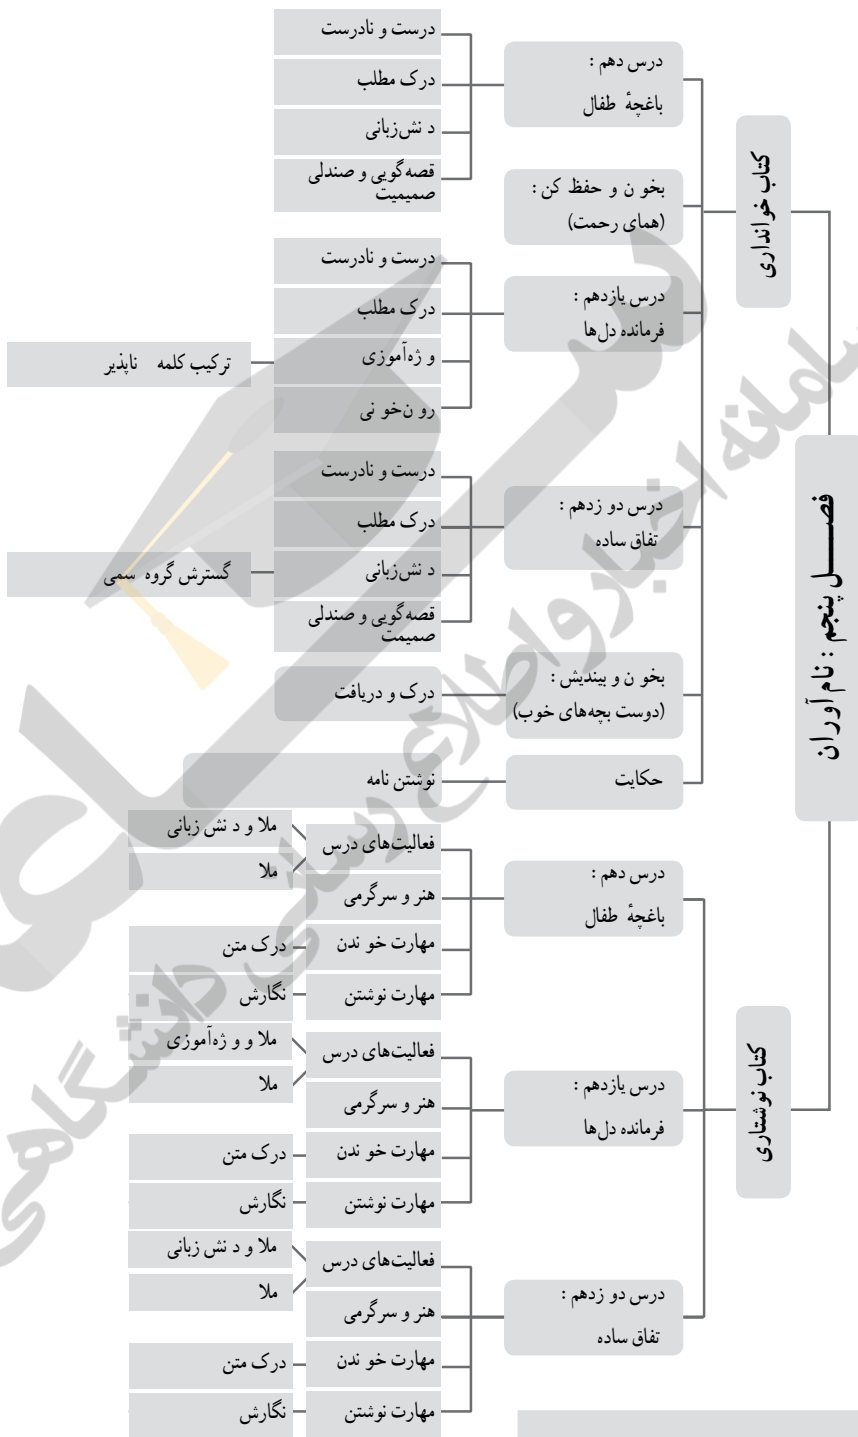 فصل پنجم : نام‌آوران
کتاب خوانداری
درس دهم :
باغچهٔ طفال
درست و نادرست
درک مطلب
د نش‌زبانی
قصه‌گویی و صندلی
صمیمیت
بخو ن و حفظ کن :
(همای رحمت)
درس یازدهم :
فرمانده دل‌ها
درست و نادرست
درک مطلب
و ژه‌آموزی
ترکیب کلمه ناپذیر
رو ن‌خو نی
درس دو زدهم :
تفاق ساده
درست و نادرست
درک مطلب
د نش‌زبانی
گسترش گروه سمی
قصه‌گویی و صندلی
صمیمت
بخو ن و بیندیش :
(دوست بچه‌های خوب)
درک و دریافت
حکایت
نوشتن نامه
کتاب نوشتاری
درس دهم :
باغچهٔ طفال
فعالیت‌های درس
ملا و د نش زبانی
ملا
هنر و سرگرمی
مهارت خو ندن
درک متن
مهارت نوشتن
نگارش
درس یازدهم :
فرمانده دل‌ها
فعالیت‌های درس
ملا و و ژه‌آموزی
ملا
هنر و سرگرمی
مهارت خو ندن
درک متن
مهارت نوشتن
نگارش
درس دو زدهم :
تفاق ساده
فعالیت‌های درس
ملا و د نش زبانی
ملا
هنر و سرگرمی
مهارت خو ندن
درک متن
مهارت نوشتن
نگارش